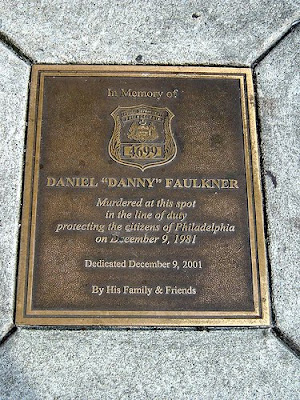 In Memory of
4699
DANIEL "DANNY" FAULKNER
Murdered at this spot
in the line of duty
protecting the citizens of Philadelphia
on December 9, 1981
Dedicated December 9, 2001
By His Family & Friends